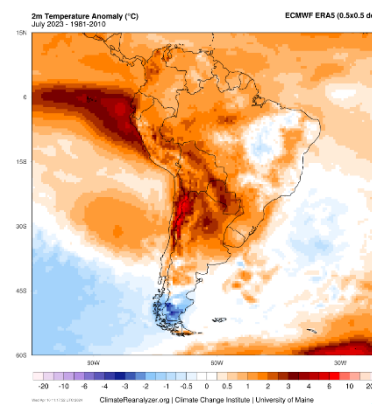 2m Temperature Anomaly (°C)
ECMWF ERA5 (0.5x0.5 de
July 2023 - 1981-2010
15N
0
15S
30S
45S
60S
90W
60W
30W
-20 -10 -6 -4 -3 -2 -1 -0.5 0 0.5 1 2 3 4 6 10 20
ClimateReanalyzer.org | Climate Change Institute | University of Maine